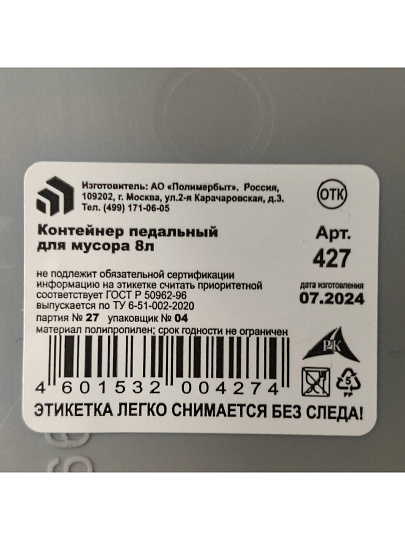 Изготовитель: АО «Полимербыт», Россия,
109202, г. Москва, ул.2-я Карачаровская, д.3.
Тел. (499) 171-06-05
ОТК
Контейнер педальный
для мусора 8л
Арт.
427
не подлежит обязательной сертификации
информацию на этикетке считать приоритетной
соответствует ГОСТ Р 50962-96
выпускается по ТУ 6-51-002-2020
партия № 27 упаковщик № 04
материал полипропилен; срок годности не ограничен
дата изготовления
07.2024
РК
4 601532 004274
5
PP
ЭТИКЕТКА ЛЕГКО СНИМАЕТСЯ БЕЗ СЛЕДА!